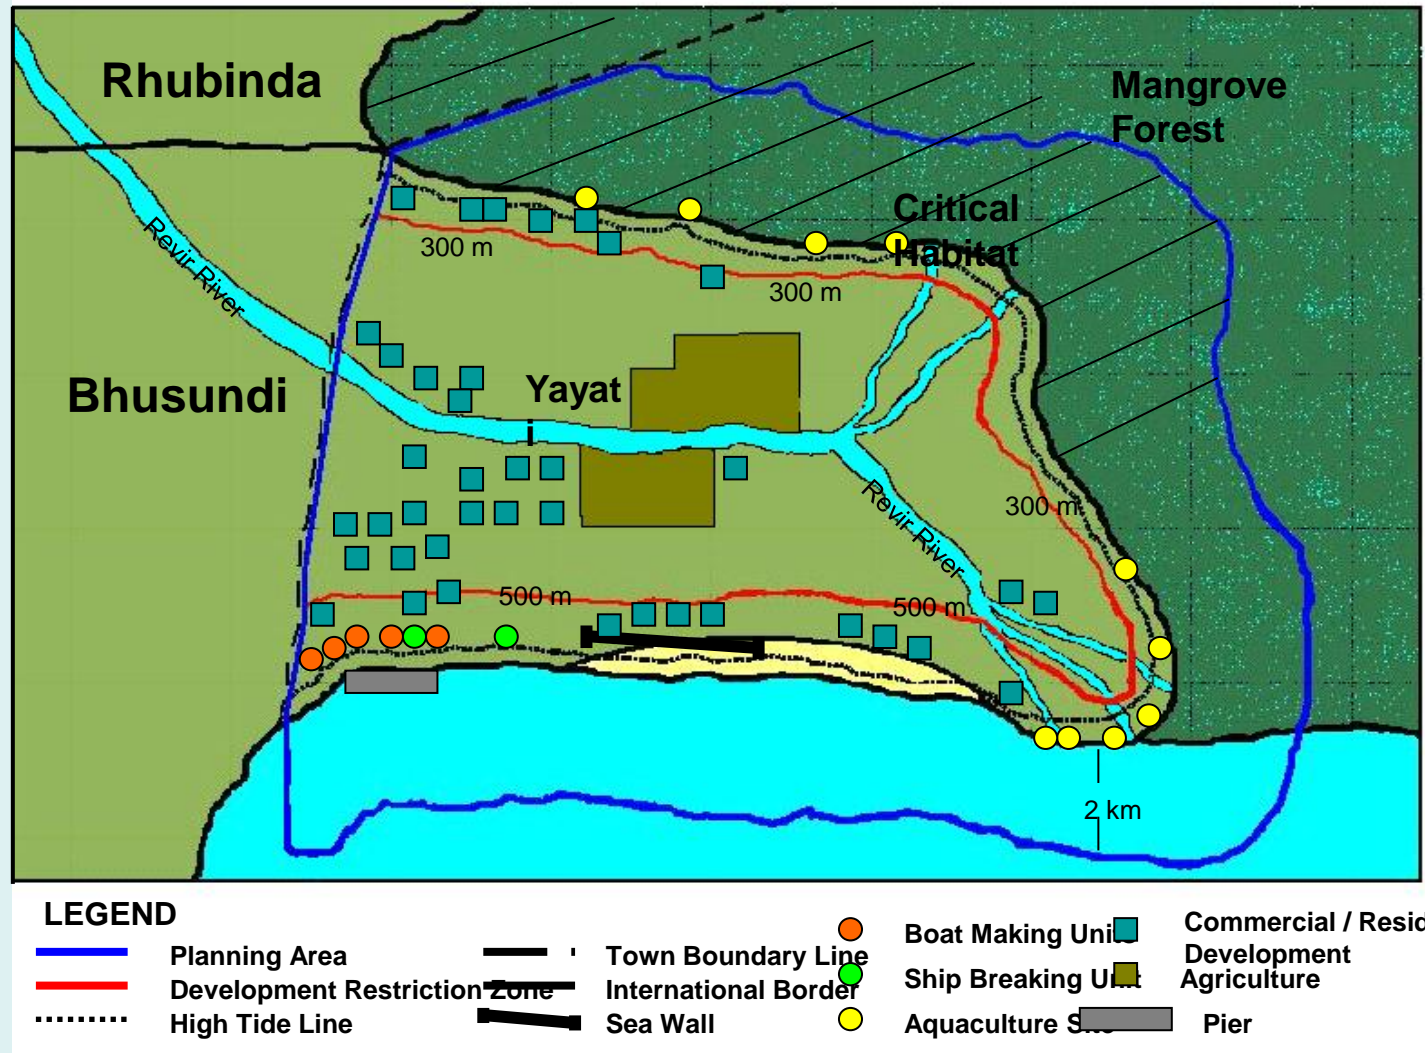 Rhubinda
Mangrove
Forest
Critical
Habitat
Revir River
300 m
300 m
Bhusundi
Yayati
300 m
Revir River
500 m
500 m
2 km
LEGEND
Planning Area
Development Restriction Zone
High Tide Line
Town Boundary Line
International Border
Sea Wall
Boat Making Units
Ship Breaking Unit
Aquaculture Site
Commercial / Resid
Development
Agriculture
Pier